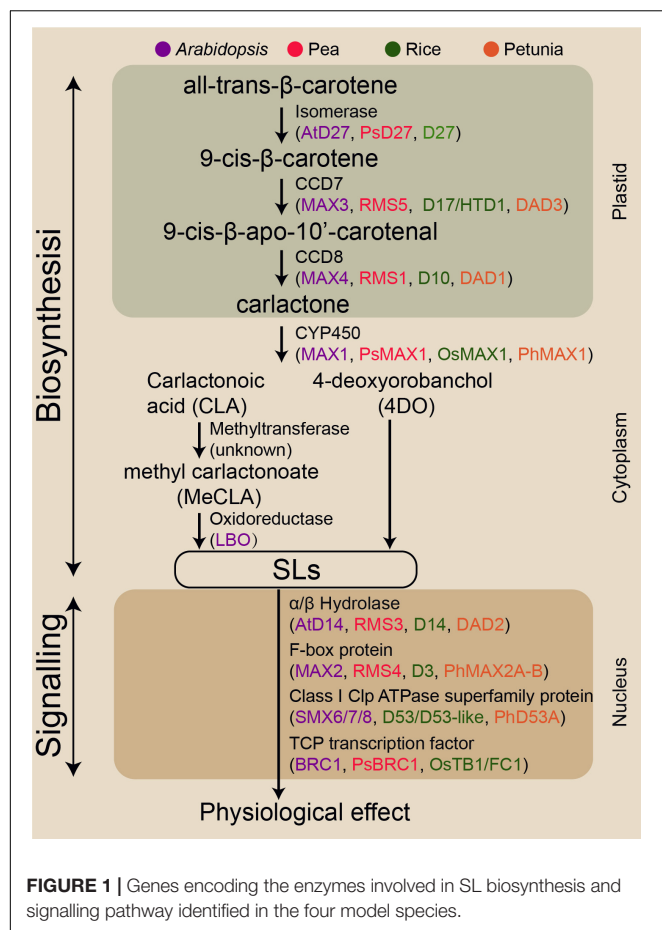 Arabidopsis Pea Rice Petunia
all-trans-β-carotene
Isomerase
(AtD27, PsD27, D27)
9-cis-β-carotene
CCD7
(MAX3, RMS5, D17/HTD1, DAD3)
9-cis-β-apo-10’-carotenal
CCD8
(MAX4, RMS1, D10, DAD1)
carlactone
Plastid
CYP450
(MAX1, PsMAX1, OsMAX1, PhMAX1)
Carlactonoic
acid (CLA)
4-deoxyorobanchol
(4DO)
Methyltransferase
(unknown)
methyl carlactonoate
(MeCLA)
Oxidoreductase
(LBO)
SLs
Biosynthesisi
Cytoplasm
α/β Hydrolase
(AtD14, RMS3, D14, DAD2)
F-box protein
(MAX2, RMS4, D3, PhMAX2A-B)
Class I Clp ATPase superfamily protein
(SMX6/7/8, D53/D53-like, PhD53A)
TCP transcription factor
(BRC1, PsBRC1, OsTB1/FC1)
Signalling
Nucleus
Physiological effect
FIGURE 1 | Genes encoding the enzymes involved in SL biosynthesis and
signalling pathway identified in the four model species.